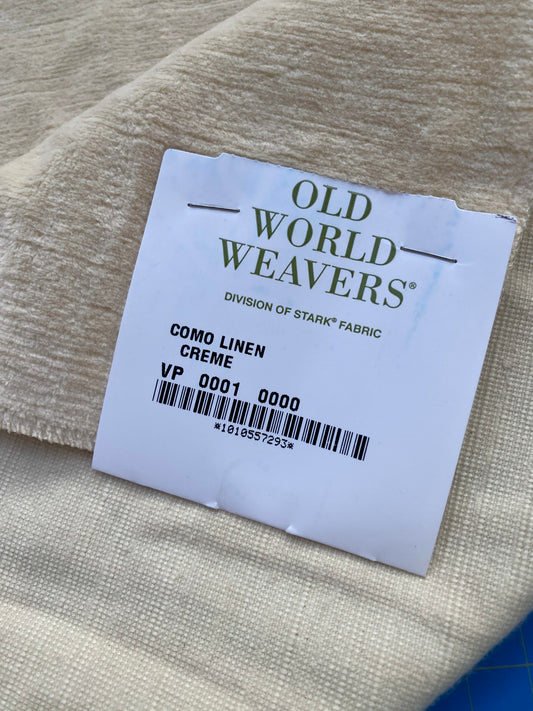 OLD
WORLD
WEAVERS®
DIVISION OF STARK® FABRIC
COMO LINEN
CREME
VP 0001 0000
*1010557293*